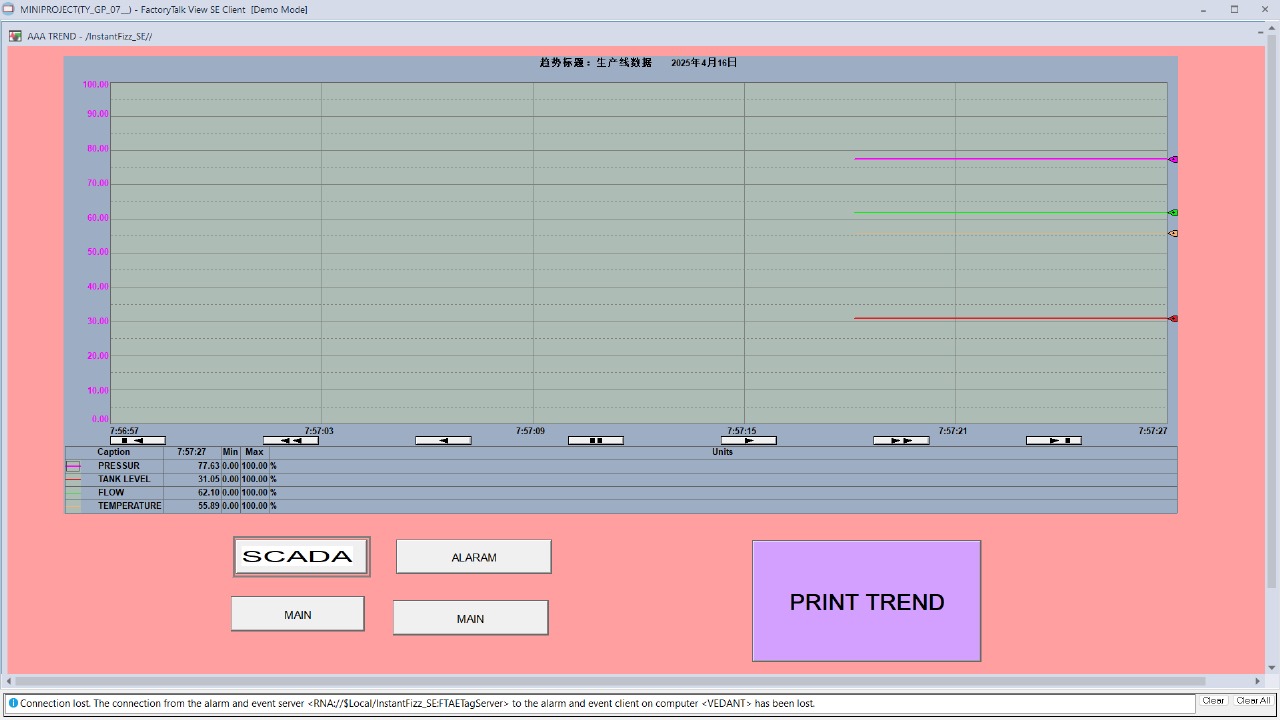 MINIPROJECT(TY_GP_07__) - FactoryTalk View SE Client  [Demo Mode]
AAA TREND - /InstantFizz_SE//
趋势标题：生产线数据 2025年4月16日
100.00
90.00
80.00
70.00
60.00
50.00
40.00
30.00
20.00
10.00
0.00
7:56:57 7:57:03 7:57:09 7:57:15 7:57:21 7:57:27
Caption 7:57:27 Min Max Units
PRESSUR 77.63 0.00 100.00 %
TANK LEVEL 31.05 0.00 100.00 %
FLOW 62.10 0.00 100.00 %
TEMPERATURE 55.89 0.00 100.00 %
SCADA ALARAM
MAIN MAIN
PRINT TREND
Connection lost. The connection from the alarm and event server <RNA://$Local/InstantFizz_SE:FTAETagServer> to the alarm and event client on computer <VEDANT> has been lost. Clear Clear All